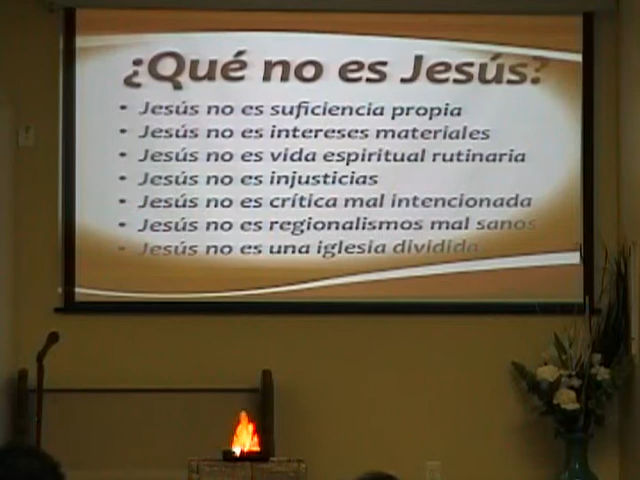 ¿Qué no es Jesús?
• Jesús no es suficiencia propia
• Jesús no es intereses materiales
• Jesús no es vida espiritual rutinaria
• Jesús no es injusticias
• Jesús no es crítica mal intencionada
• Jesús no es regionalismos mal sanos
• Jesús no es una iglesia dividida